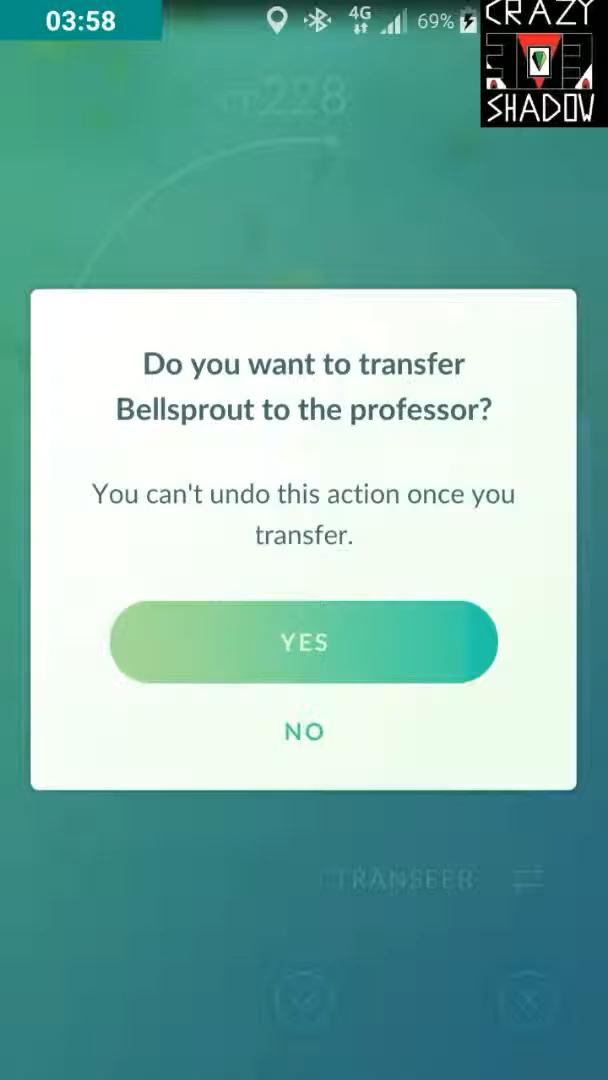 03:58
4G
69%
CRAZY
SHADOW
228
Do you want to transfer
Bellsprout to the professor?
You can't undo this action once you
transfer.
YES
NO
TRANSFER